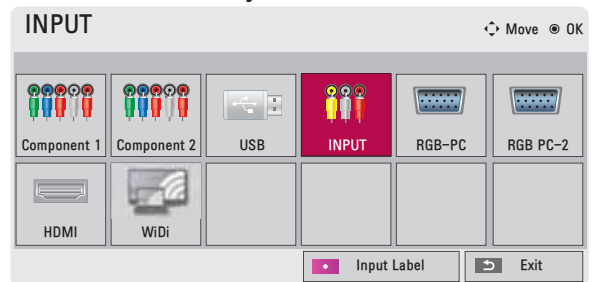 INPUT
Move OK
Component 1 Component 2 USB INPUT RGB-PC RGB PC-2
HDMI WiDi
Input Label Exit